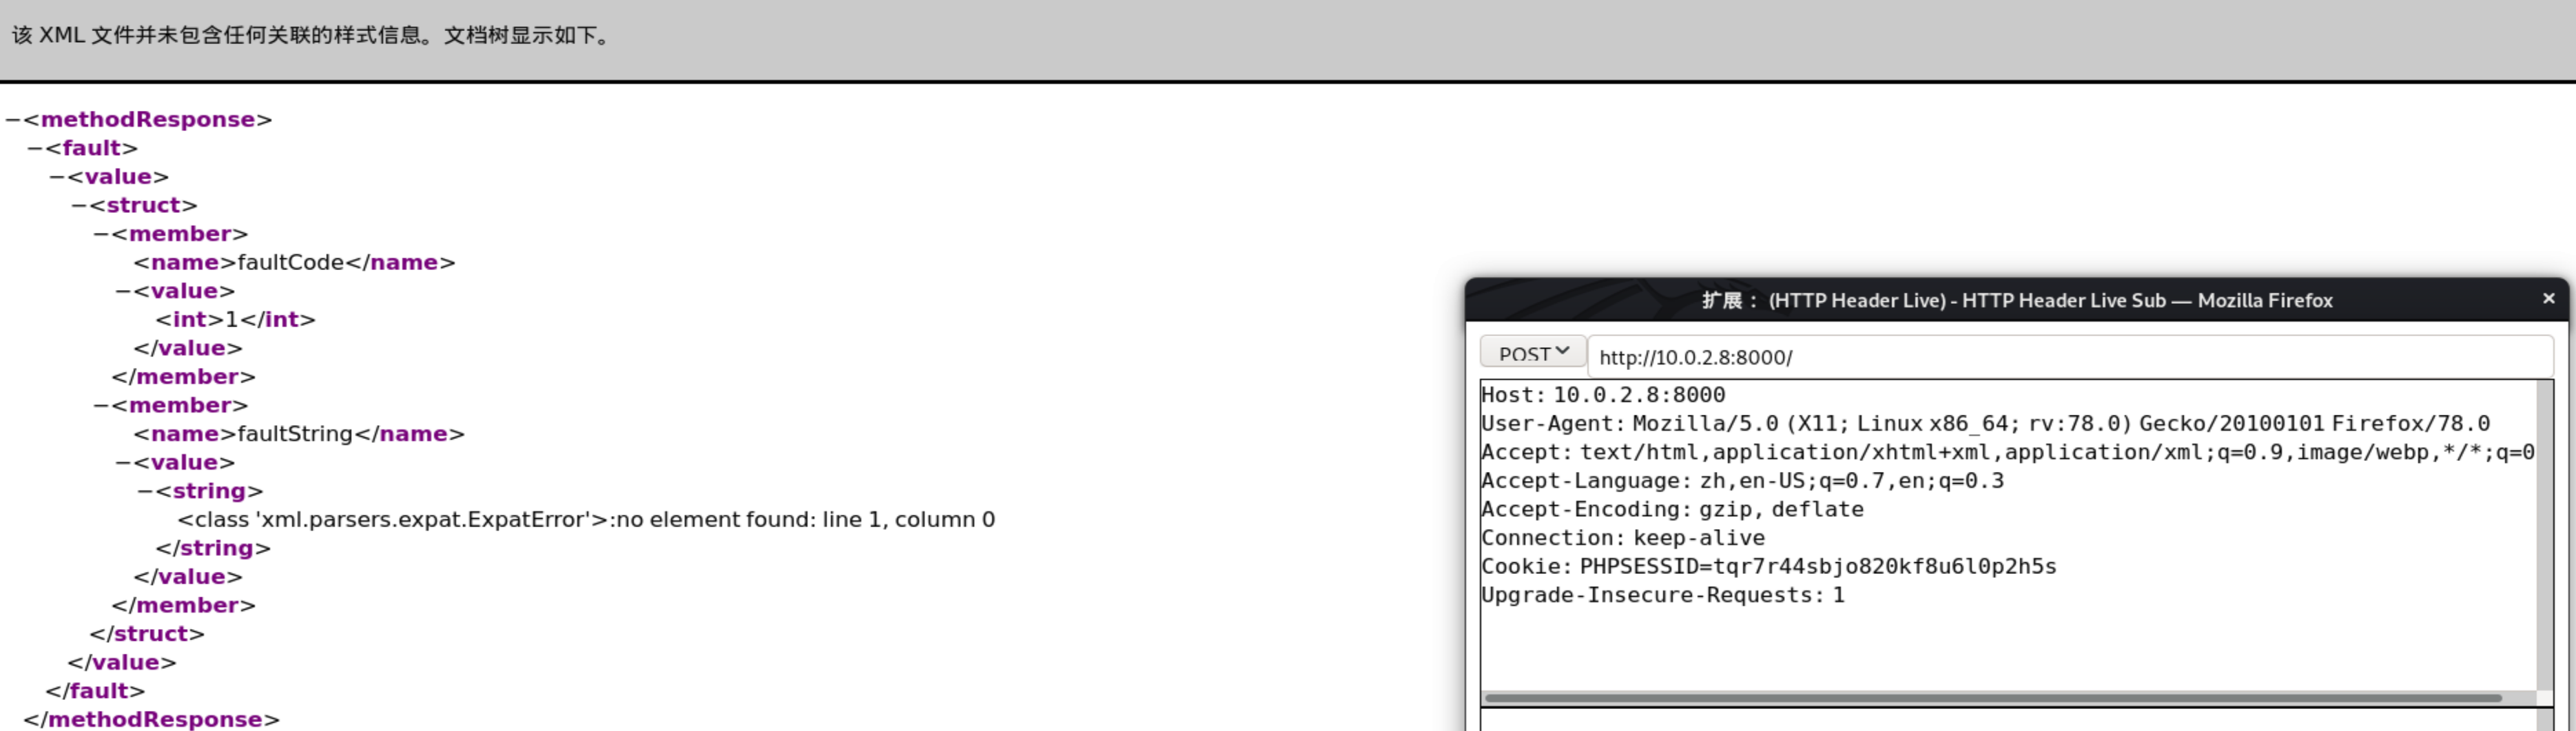 该 XML 文件并未包含任何关联的样式信息。文档树显示如下。
−<methodResponse>
−<fault>
−<value>
−<struct>
−<member>
<name>faultCode</name>
−<value>
<int>1</int>
</value>
</member>
−<member>
<name>faultString</name>
−<value>
−<string>
<class 'xml.parsers.expat.ExpatError'>:no element found: line 1, column 0
</string>
</value>
</member>
</struct>
</value>
</fault>
</methodResponse>
扩展：(HTTP Header Live) - HTTP Header Live Sub — Mozilla Firefox ×
POST http://10.0.2.8:8000/
Host: 10.0.2.8:8000
User-Agent: Mozilla/5.0 (X11; Linux x86_64; rv:78.0) Gecko/20100101 Firefox/78.0
Accept: text/html,application/xhtml+xml,application/xml;q=0.9,image/webp,*/*;q=0
Accept-Language: zh,en-US;q=0.7,en;q=0.3
Accept-Encoding: gzip, deflate
Connection: keep-alive
Cookie: PHPSESSID=tqr7r44sbjo820kf8u6l0p2h5s
Upgrade-Insecure-Requests: 1